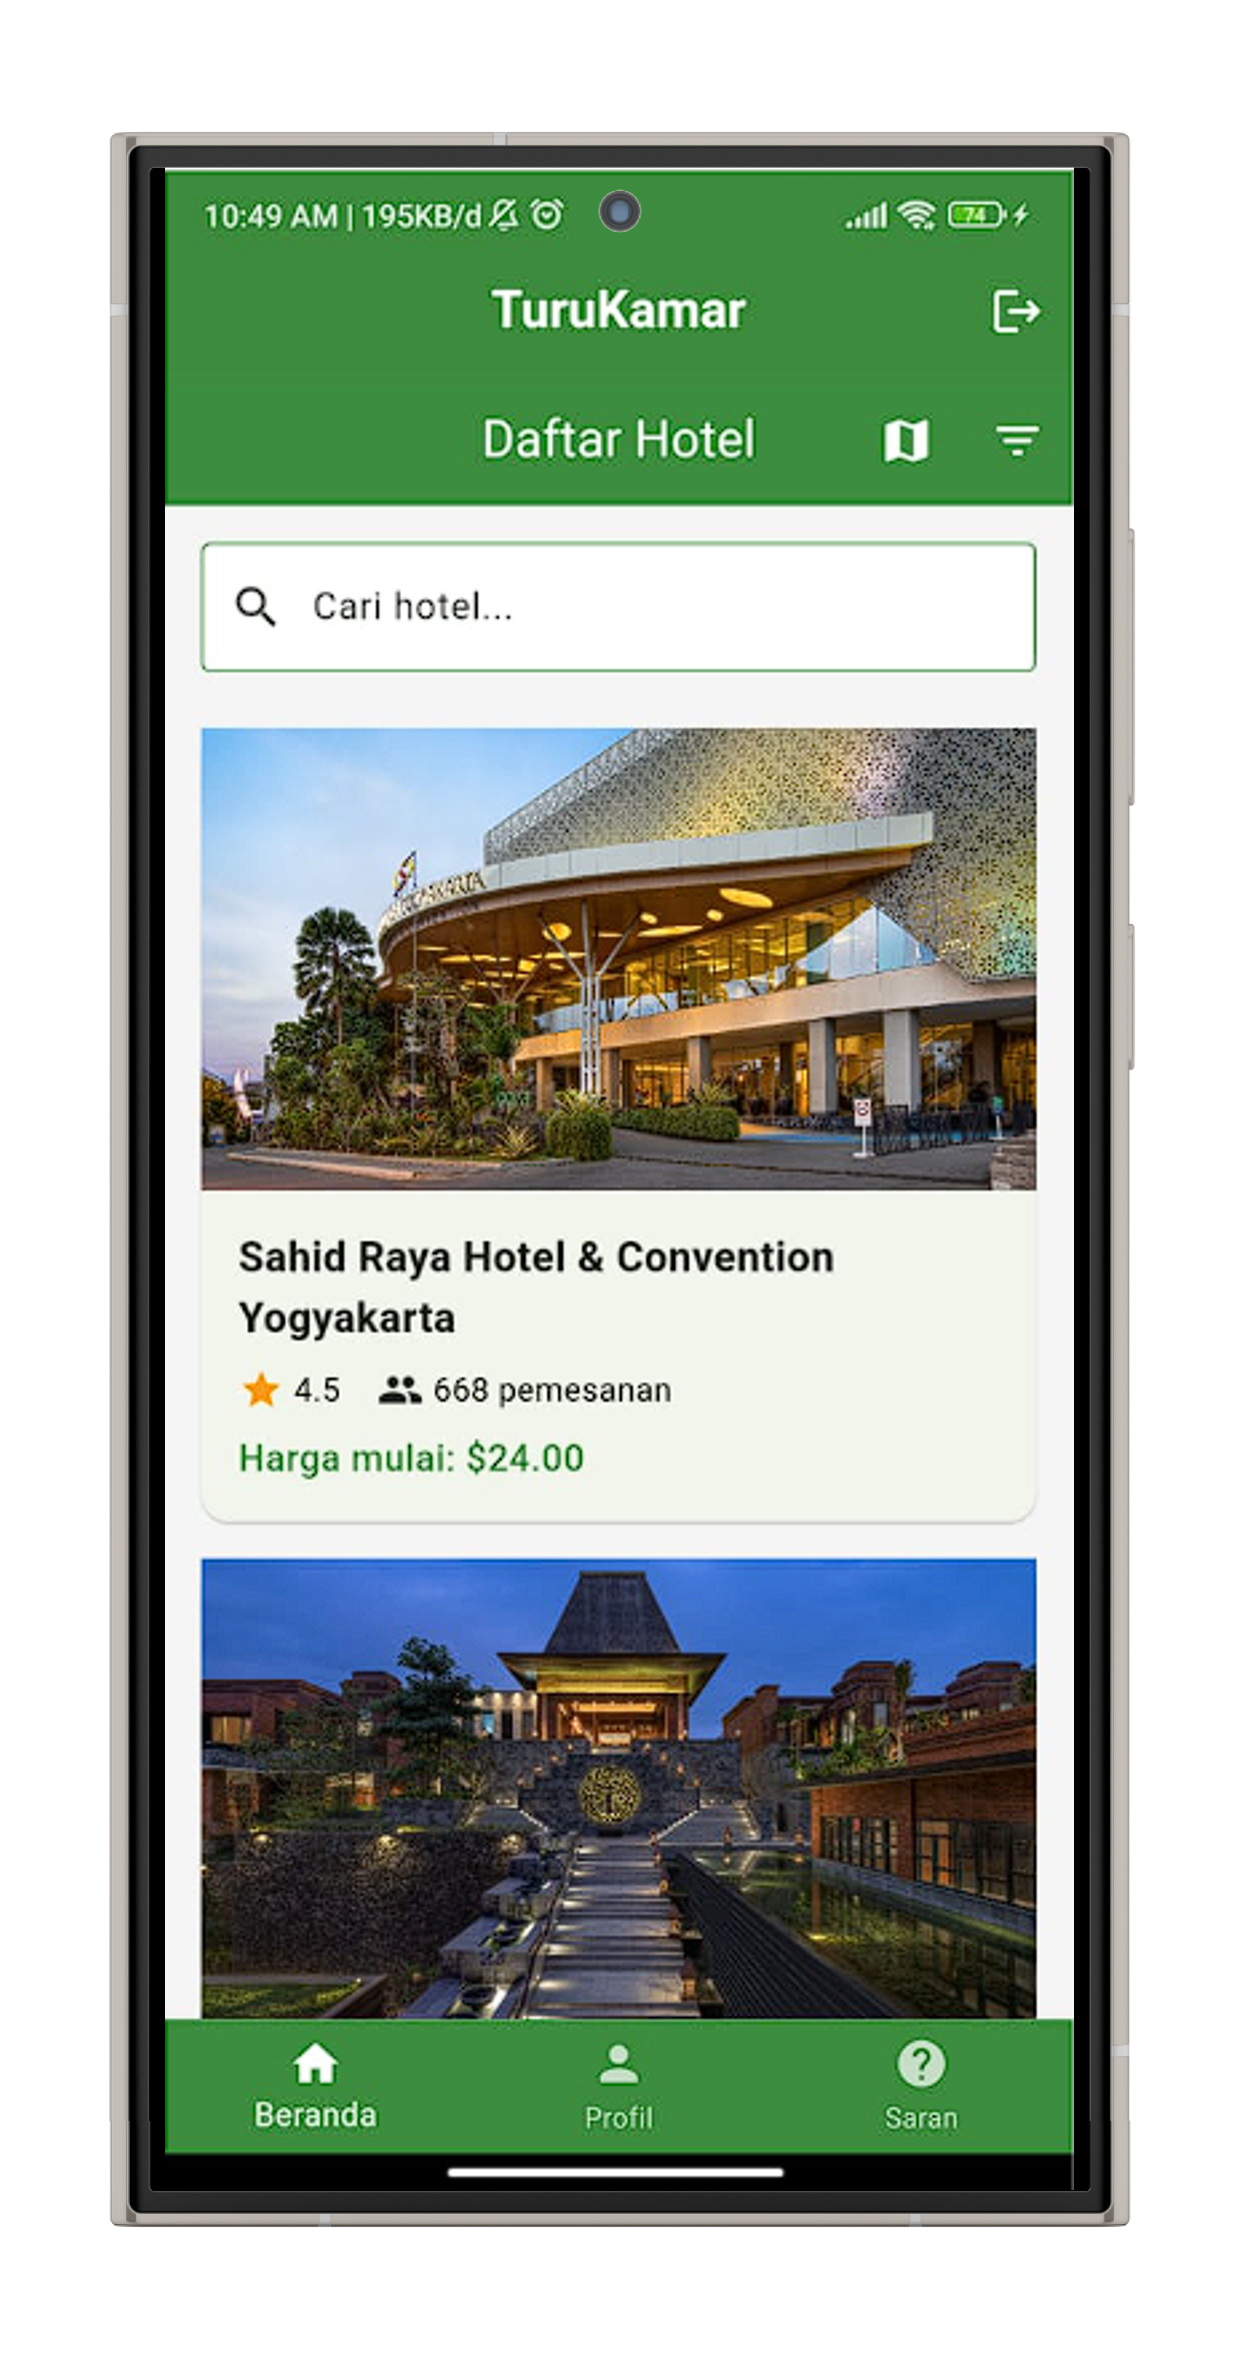 10:49 AM | 195KB/d
74
TuruKamar
Daftar Hotel
Cari hotel...
Sahid Raya Hotel & Convention
Yogyakarta
4.5 668 pemesanan
Harga mulai: $24.00
Beranda
Profil
Saran